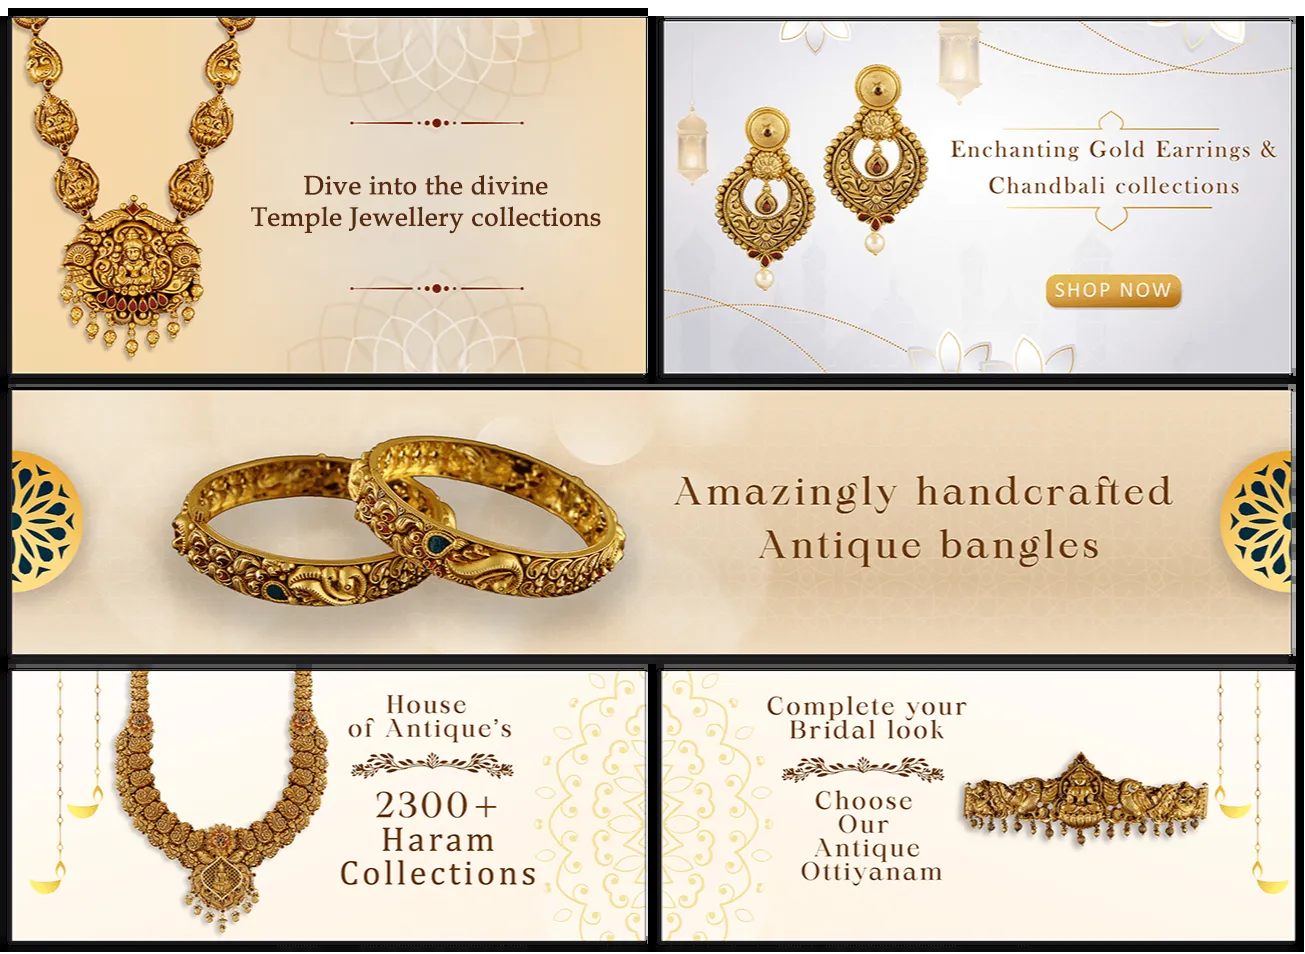 Dive into the divine
Temple Jewellery collections
Enchanting Gold Earrings &
Chandbali collections
SHOP NOW
Amazingly handcrafted
Antique bangles
House
of Antique's
2300+
Haram
Collections
Complete your
Bridal look
Choose
Our
Antique
Ottiyanam